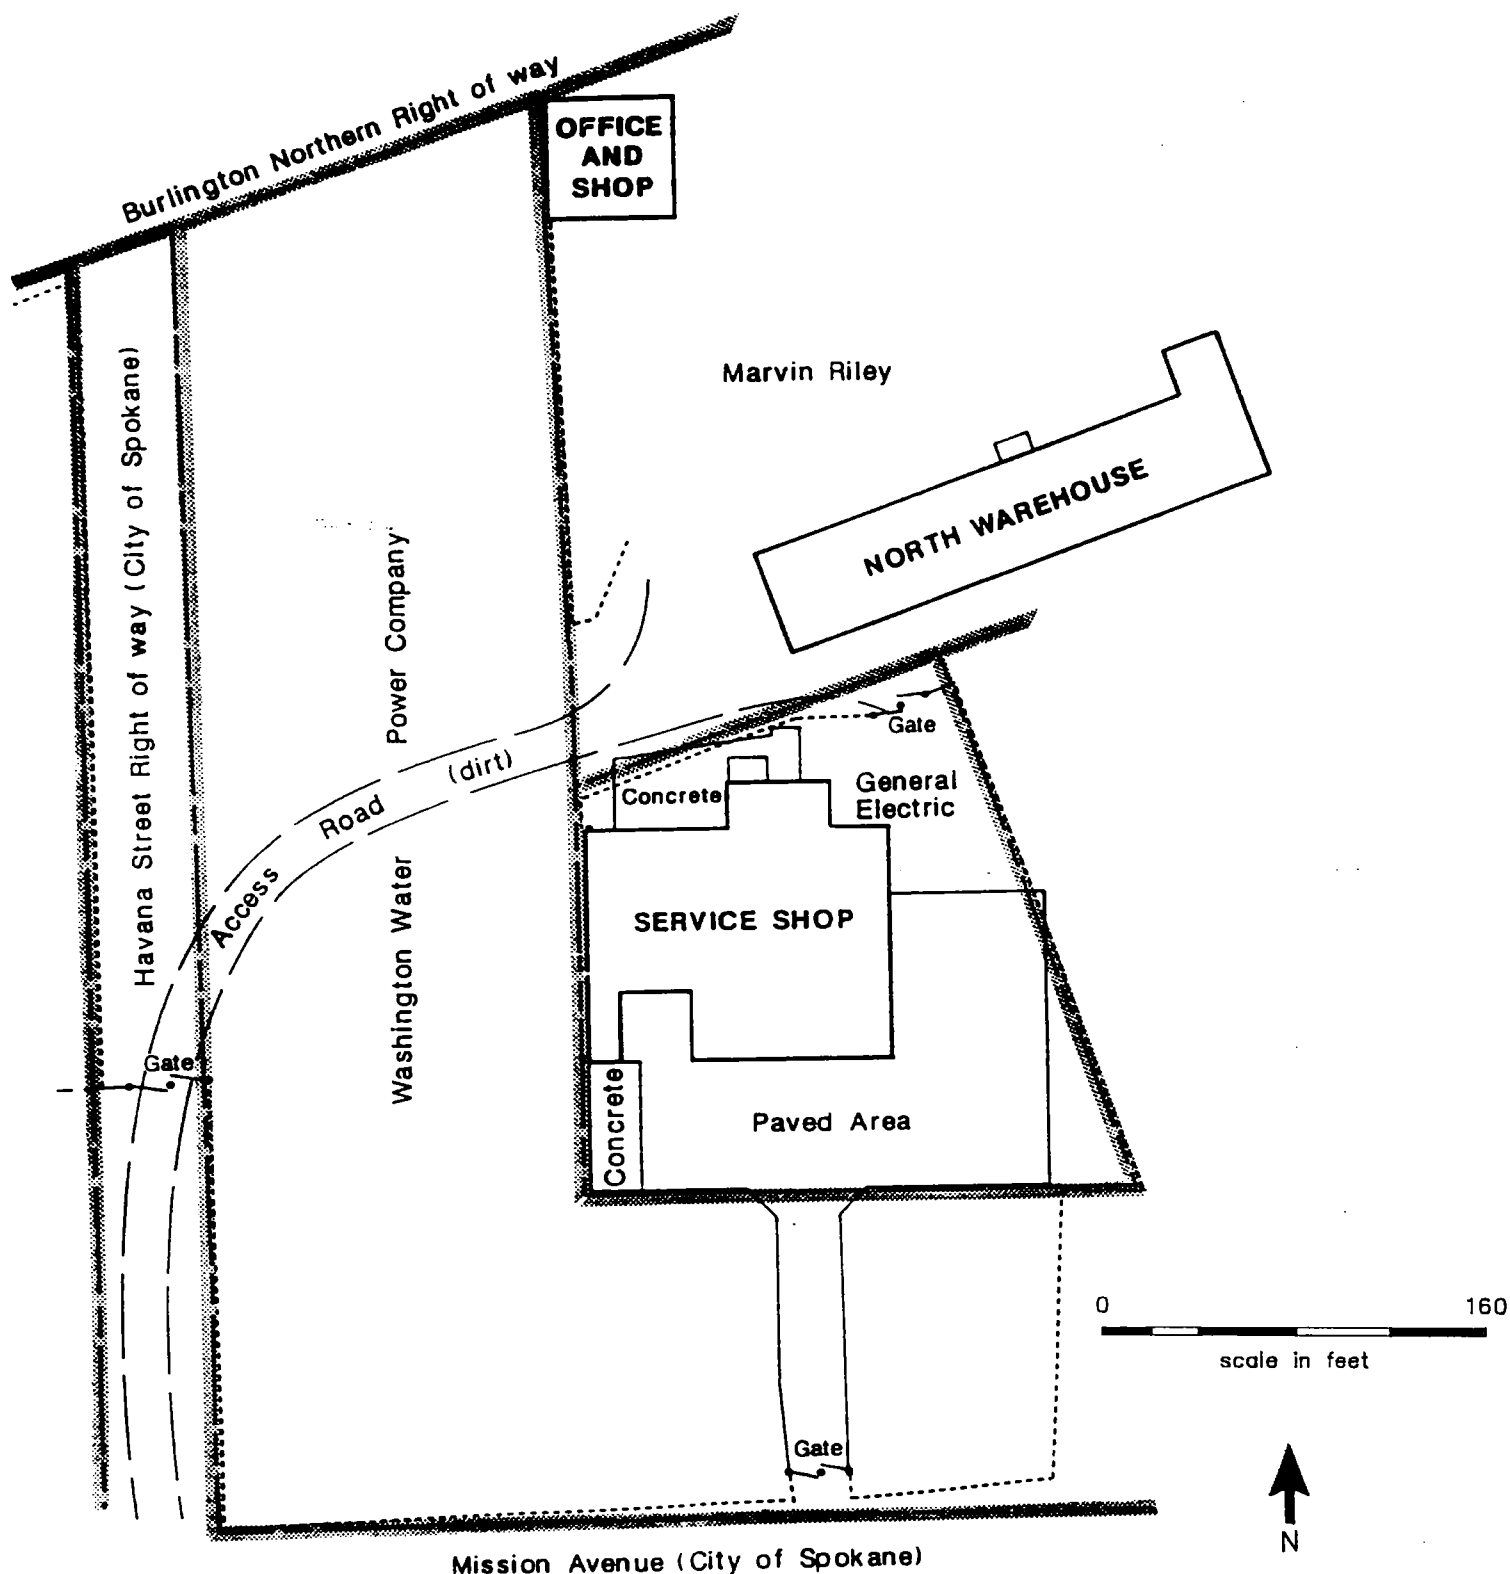 Burlington Northern Right of way
OFFICE
AND
SHOP
Marvin Riley
NORTH WAREHOUSE
Havana Street Right of way (City of Spokane)
Washington Water Power Company
Gate
Access Road (dirt)
Concrete
General
Electric
SERVICE SHOP
Gate
Concrete
Paved Area
0 160
scale in feet
Gate
N
Mission Avenue (City of Spokane)